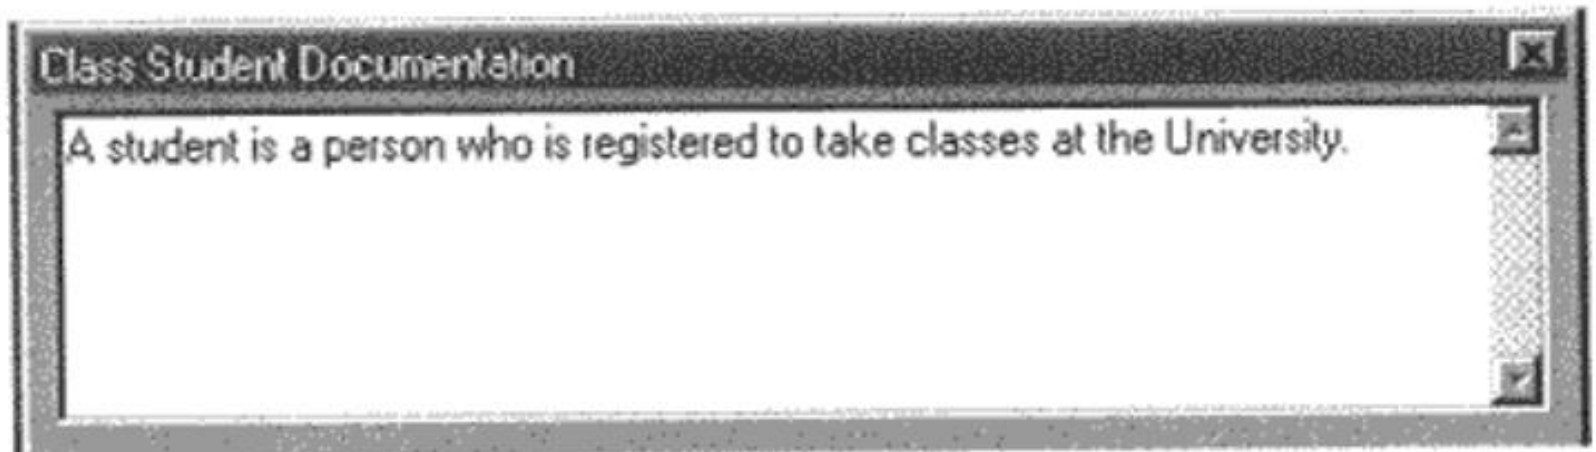 Class Student Documentation
A student is a person who is registered to take classes at the University.